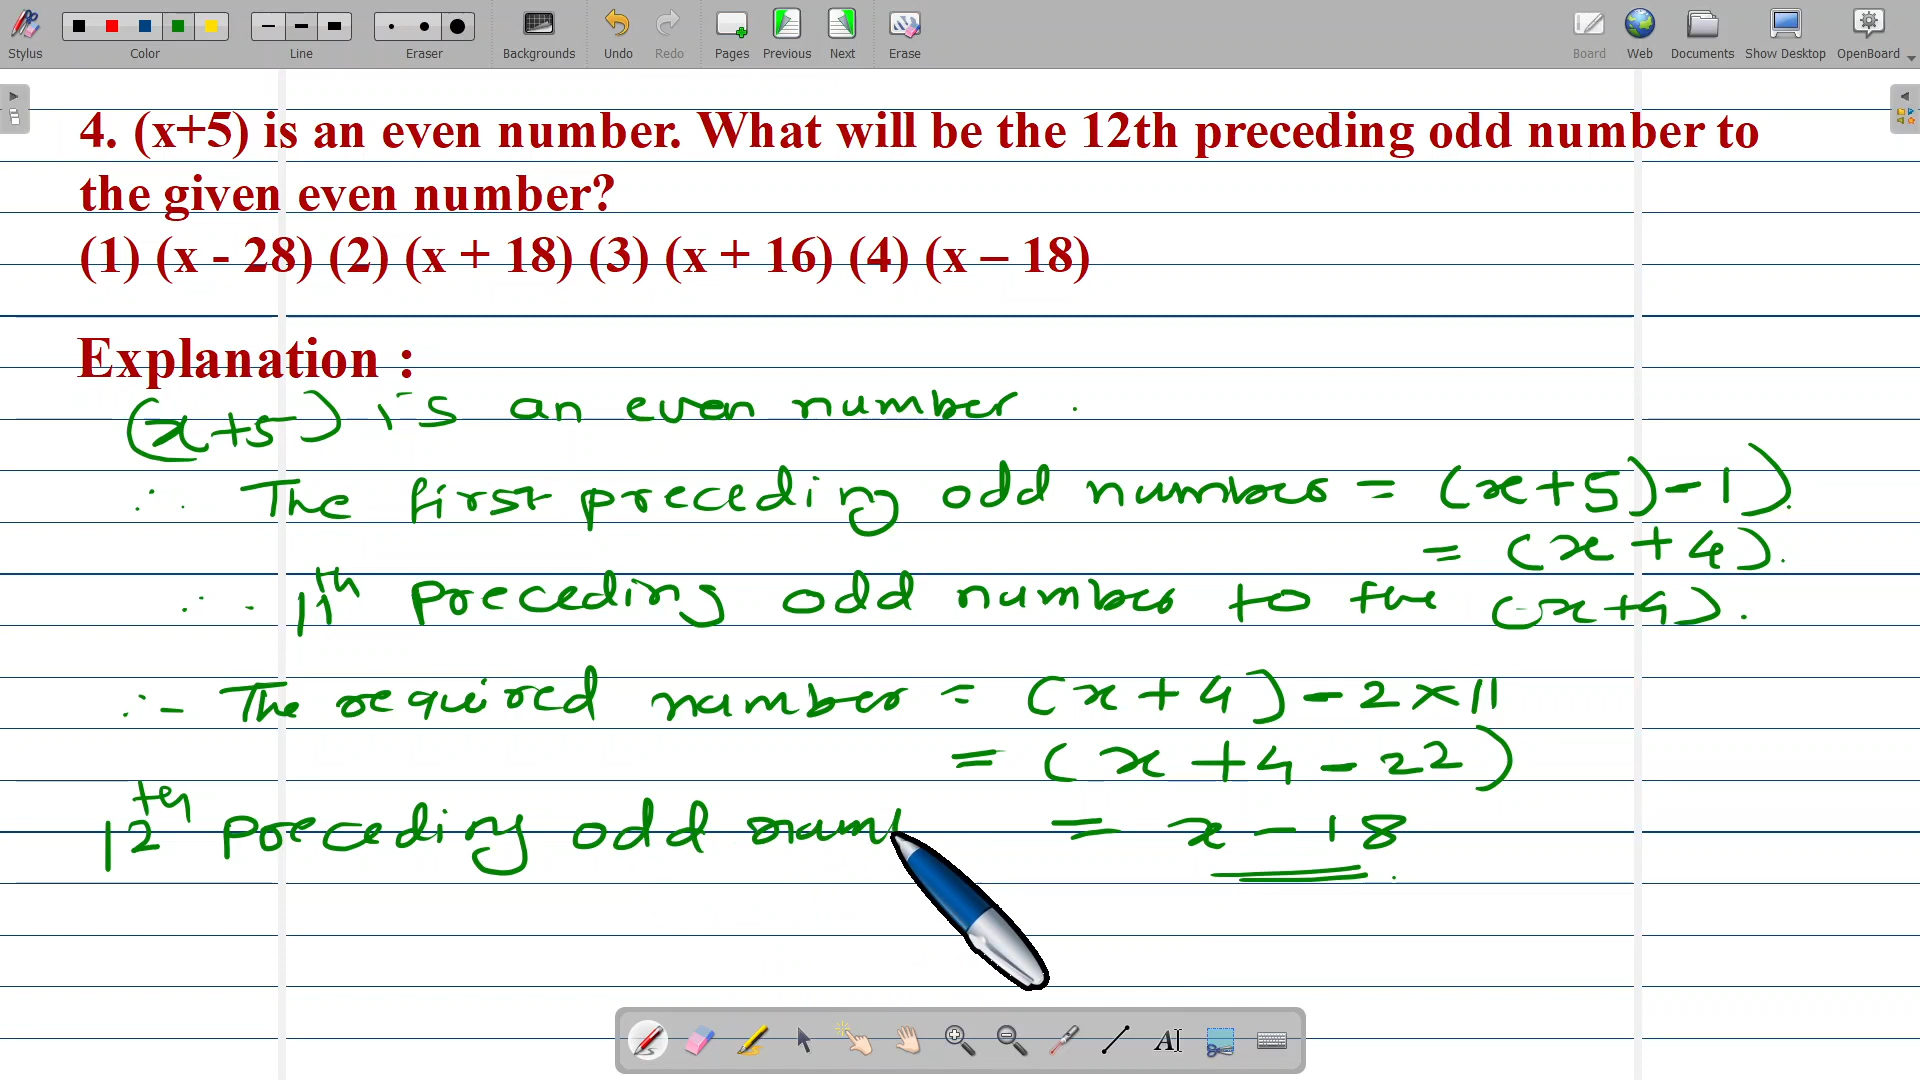 Stylus Color Line Eraser Backgrounds Undo Redo Pages Previous Next Erase Board Web Documents Show Desktop OpenBoard
4. (x+5) is an even number. What will be the 12th preceding odd number to
the given even number?
(1) (x - 28) (2) (x + 18) (3) (x + 16) (4) (x – 18)
Explanation :
(x+5) is an even number .
∴ The first preceding odd number = (x+5)-1).
= (x+4).
∴ - 11th preceding odd number to the (x+4).
∴ - The required number = (x+4)-2×11
= (x+4-22)
12th preceding odd num = x-18